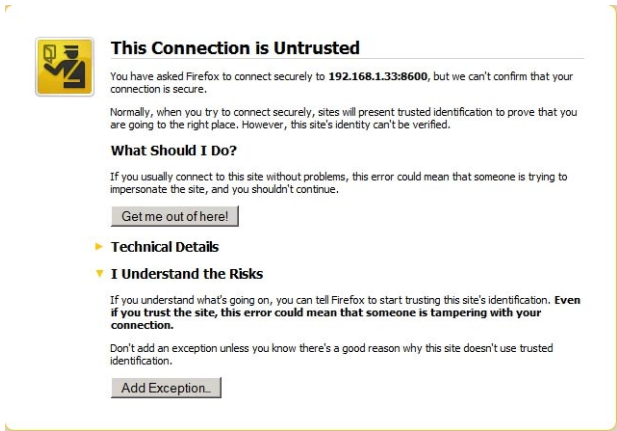 This Connection is Untrusted
You have asked Firefox to connect securely to 192.168.1.33:8600, but we can't confirm that your
connection is secure.
Normally, when you try to connect securely, sites will present trusted identification to prove that you
are going to the right place. However, this site's identity can't be verified.
What Should I Do?
If you usually connect to this site without problems, this error could mean that someone is trying to
impersonate the site, and you shouldn't continue.
Get me out of here!
Technical Details
I Understand the Risks
If you understand what's going on, you can tell Firefox to start trusting this site's identification. Even
if you trust the site, this error could mean that someone is tampering with your
connection.
Don't add an exception unless you know there's a good reason why this site doesn't use trusted
identification.
Add Exception...